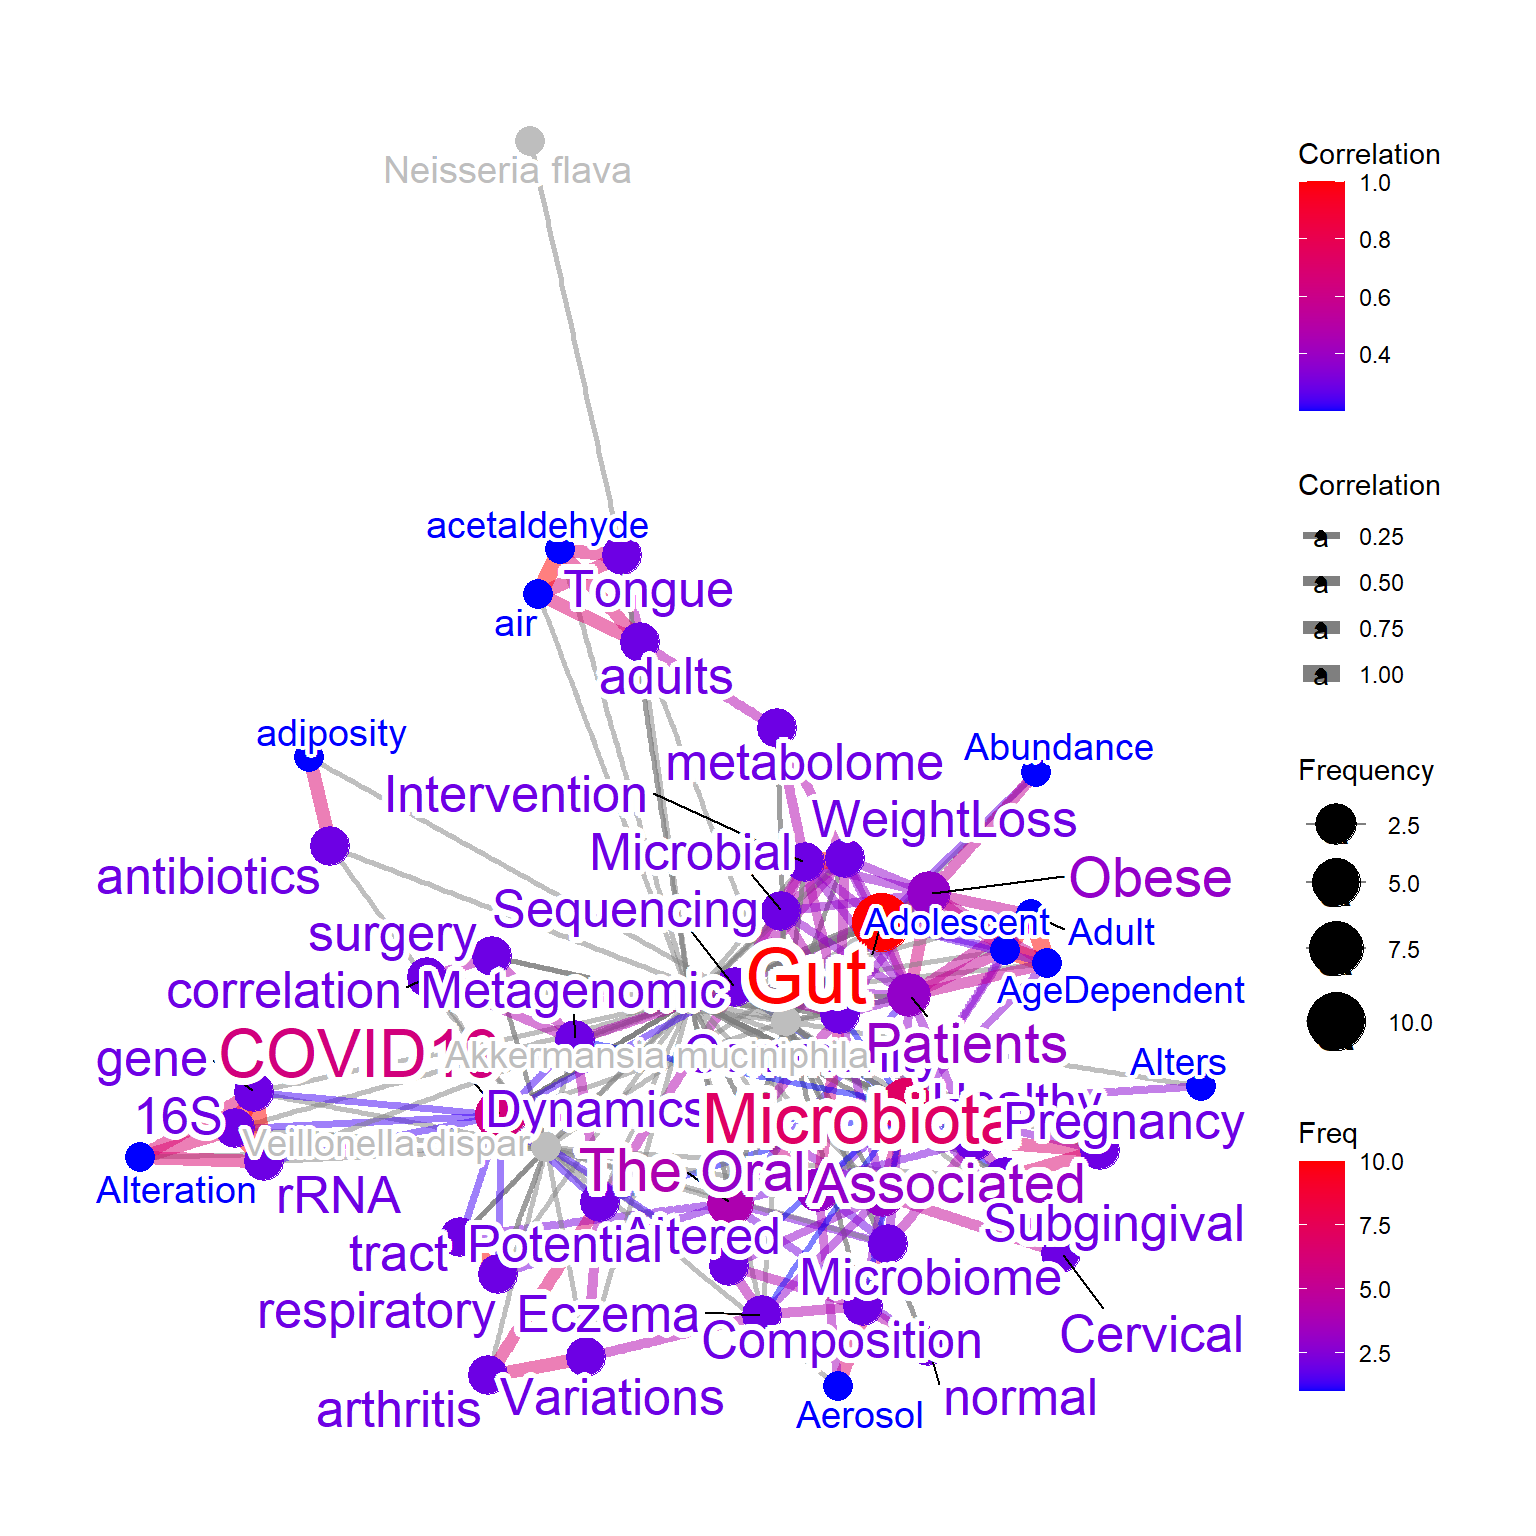 Neisseria flava
acetaldehyde
Tongue
air
adults
adiposity
metabolome
Abundance
Intervention
WeightLoss
Microbial
antibiotics
Obese
Sequencing
surgery
Adolescent
Adult
Gut
correlation
Metagenomic
AgeDependent
COVID19
Akkermansia muciniphila
Patients
gene
Alters
16S
Dynamics
Healthy
Microbiota
Pregnancy
Veillonella dispar
The Oral
Associated
Alteration
rRNA
Subgingival
tract
Potential
Altered
Microbiome
respiratory
Eczema
Composition
Cervical
arthritis
Variations
normal
Aerosol
Correlation
1.0
0.8
0.6
0.4
Correlation
a 0.25
a 0.50
a 0.75
a 1.00
Frequency
2.5
5.0
7.5
10.0
Freq
10.0
7.5
5.0
2.5